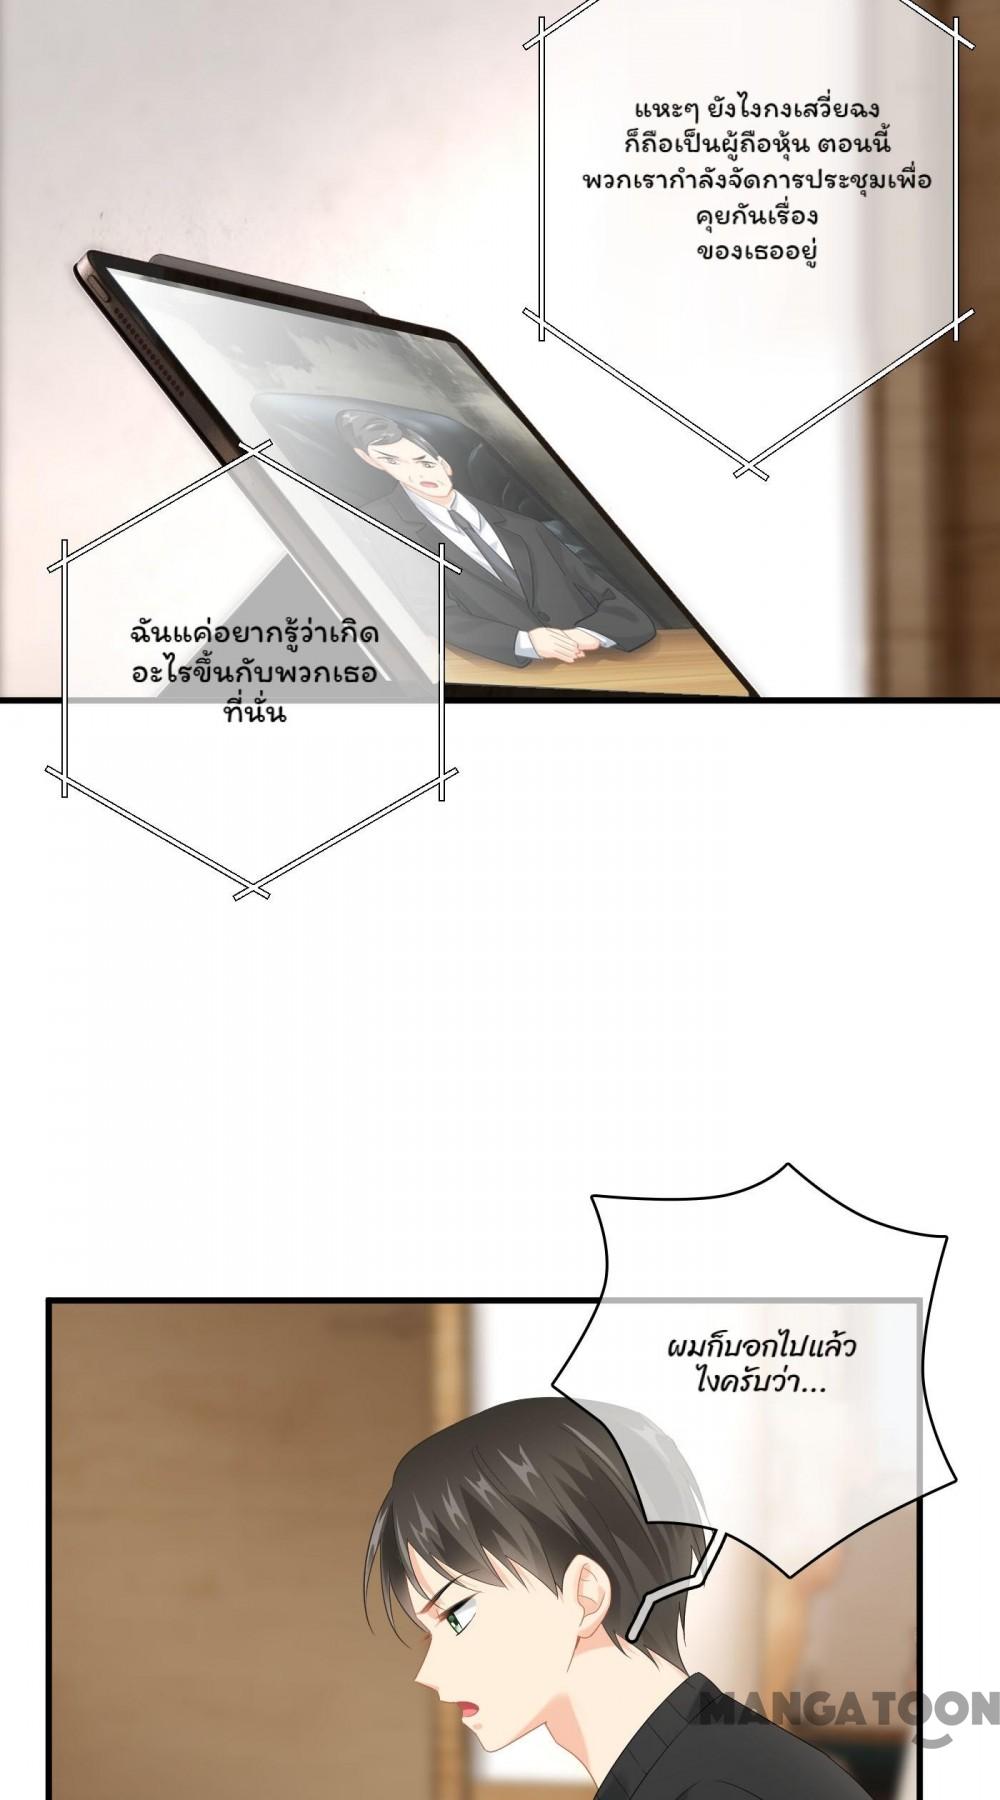 แหะๆ ยังไงกงเสวี่ยฉง
ก็ถือเป็นผู้ถือหุ้น ตอนนี้
พวกเรากำลังจัดการประชุมเพื่อ
คุยกันเรื่อง
ของเธออยู่
ฉันแค่อยากรู้ว่าเกิด
อะไรขึ้นกับพวกเธอ
ที่นั่น
ผมก็บอกไปแล้ว
ไงครับว่า...
MANGATOON